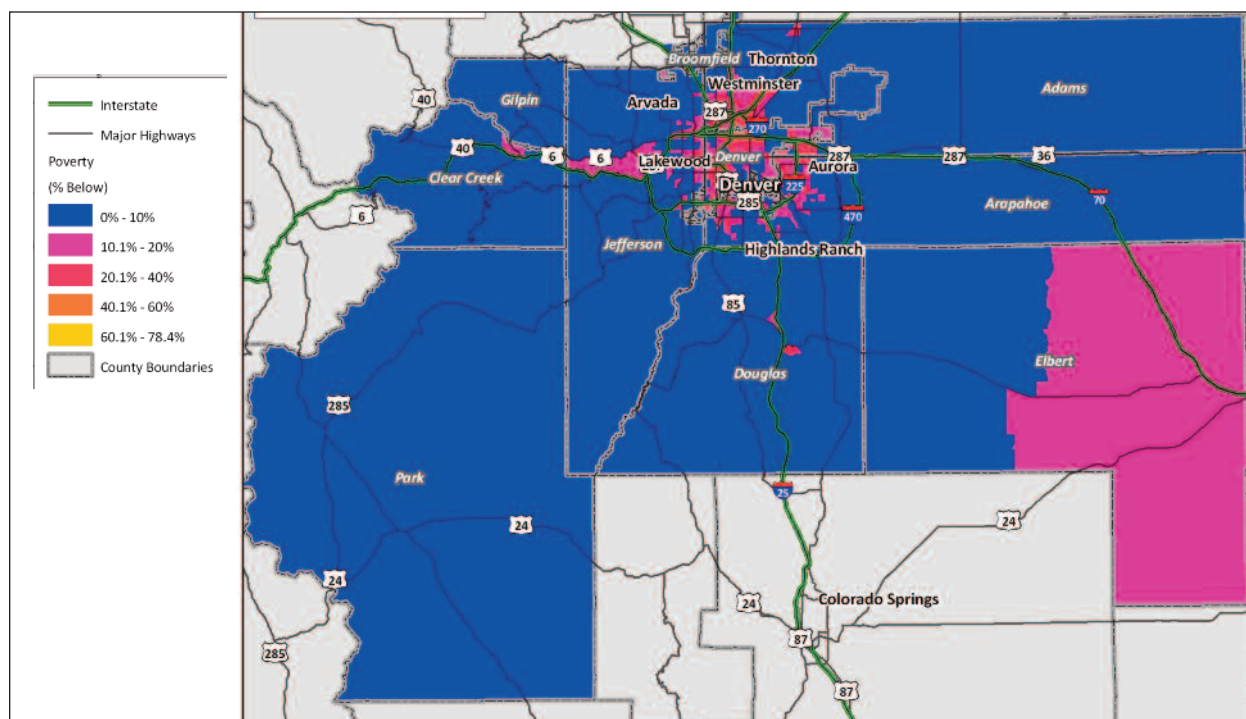 Interstate
Major Highways
Poverty
(% Below)
0% - 10%
10.1% - 20%
20.1% - 40%
40.1% - 60%
60.1% - 78.4%
County Boundaries
Broomfield
Thornton
Westminster
Adams
40
Gilpin
Arvada
287
270
40
6
6
Lakewood
Denver
287
287
36
Aurora
Clear Creek
Denver
225
285
70
6
470
Arapahoe
Jefferson
Highlands Ranch
85
Elbert
Douglas
285
Park
25
24
24
24
24
Colorado Springs
87
285
87